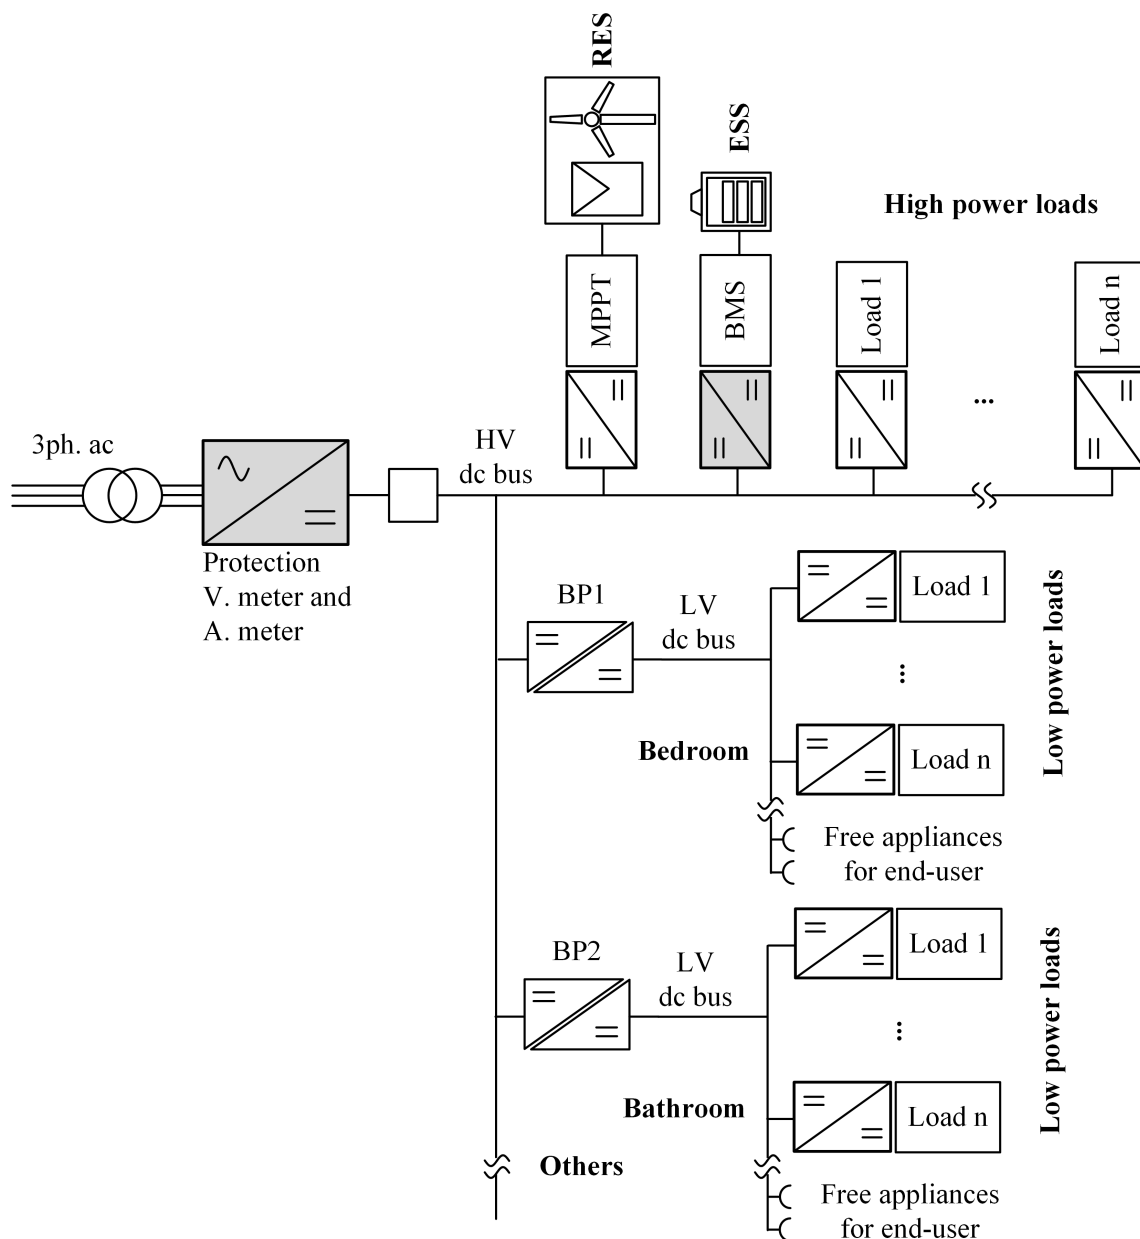 RES
ESS
High power loads
MPPT
BMS
Load 1
...
Load n
3ph. ac
HV
dc bus
Protection
V. meter and
A. meter
BP1
LV
dc bus
Load 1
...
Load n
Low power loads
Bedroom
Free appliances
for end-user
BP2
LV
dc bus
Load 1
...
Load n
Low power loads
Bathroom
Others
Free appliances
for end-user